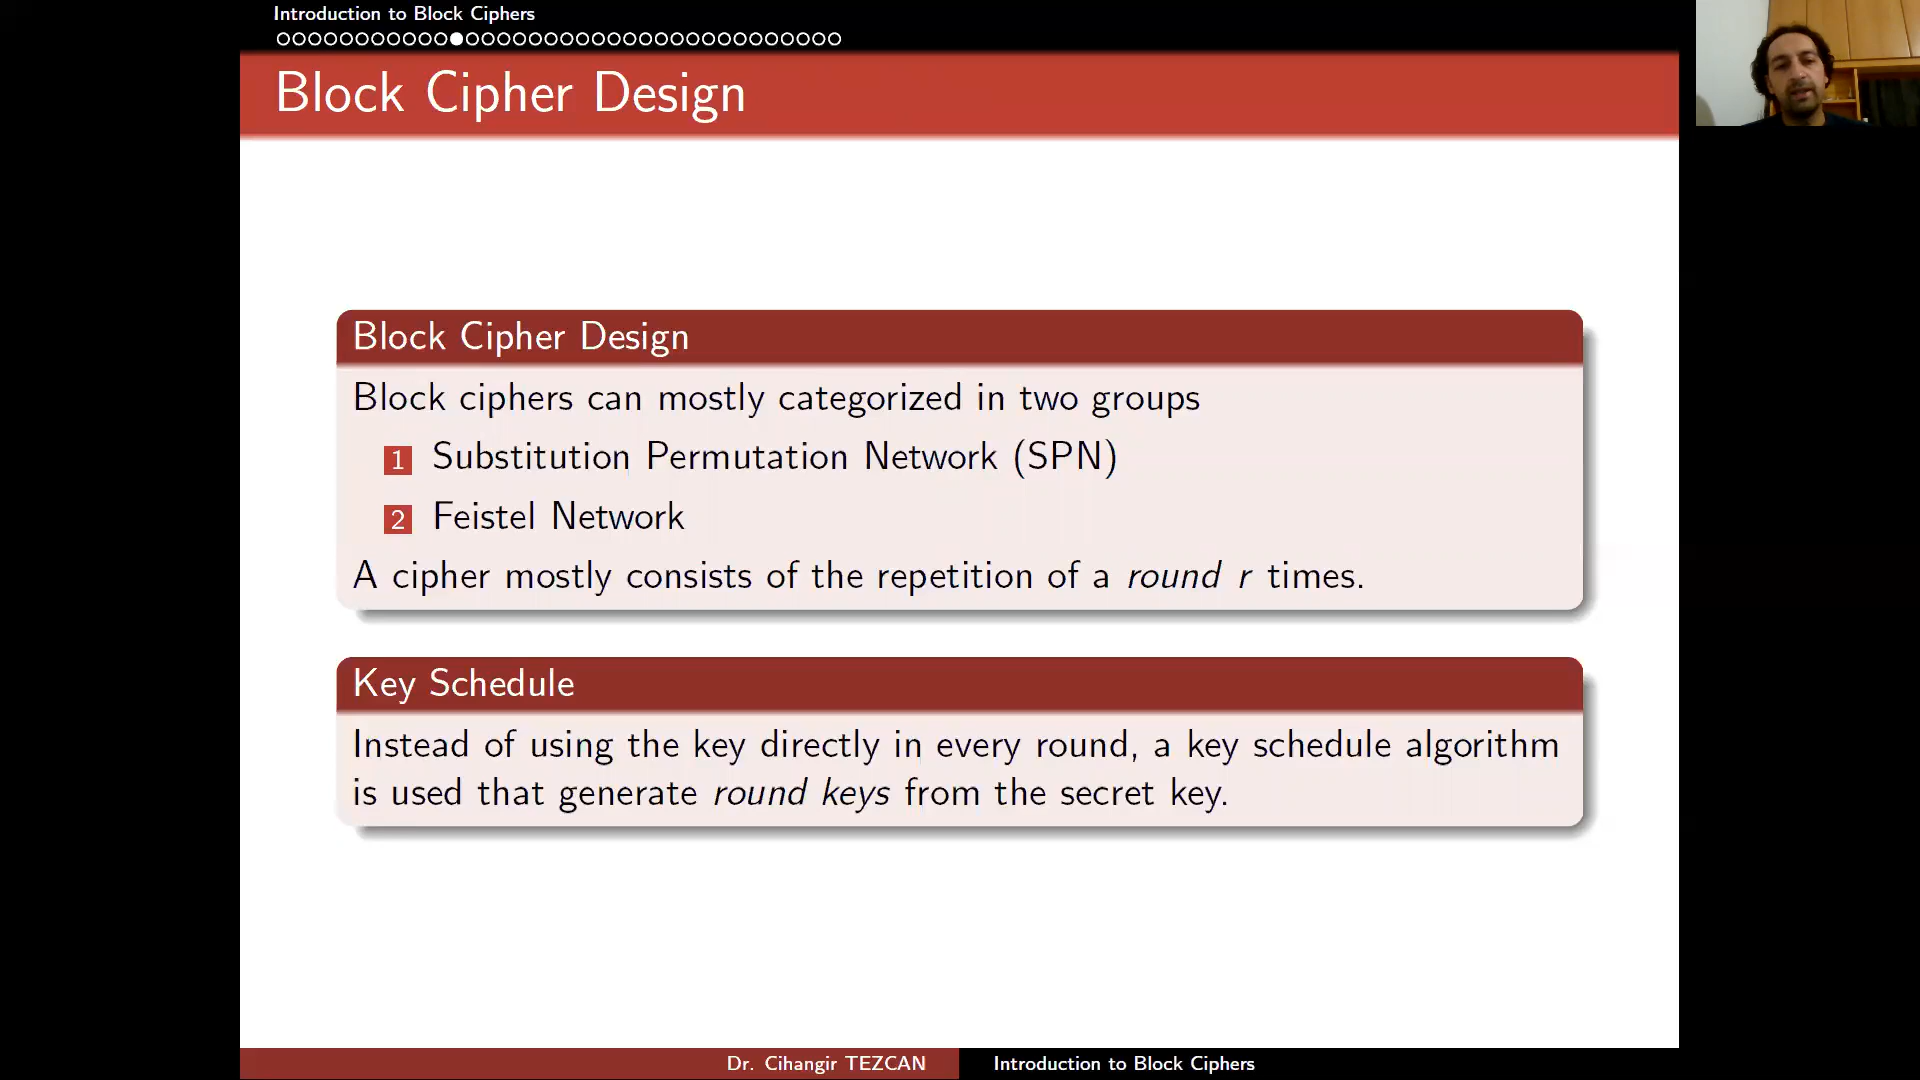 Introduction to Block Ciphers
Block Cipher Design
Block Cipher Design
Block ciphers can mostly categorized in two groups
1 Substitution Permutation Network (SPN)
2 Feistel Network
A cipher mostly consists of the repetition of a round r times.
Key Schedule
Instead of using the key directly in every round, a key schedule algorithm
is used that generate round keys from the secret key.
Dr. Cihangir TEZCAN
Introduction to Block Ciphers